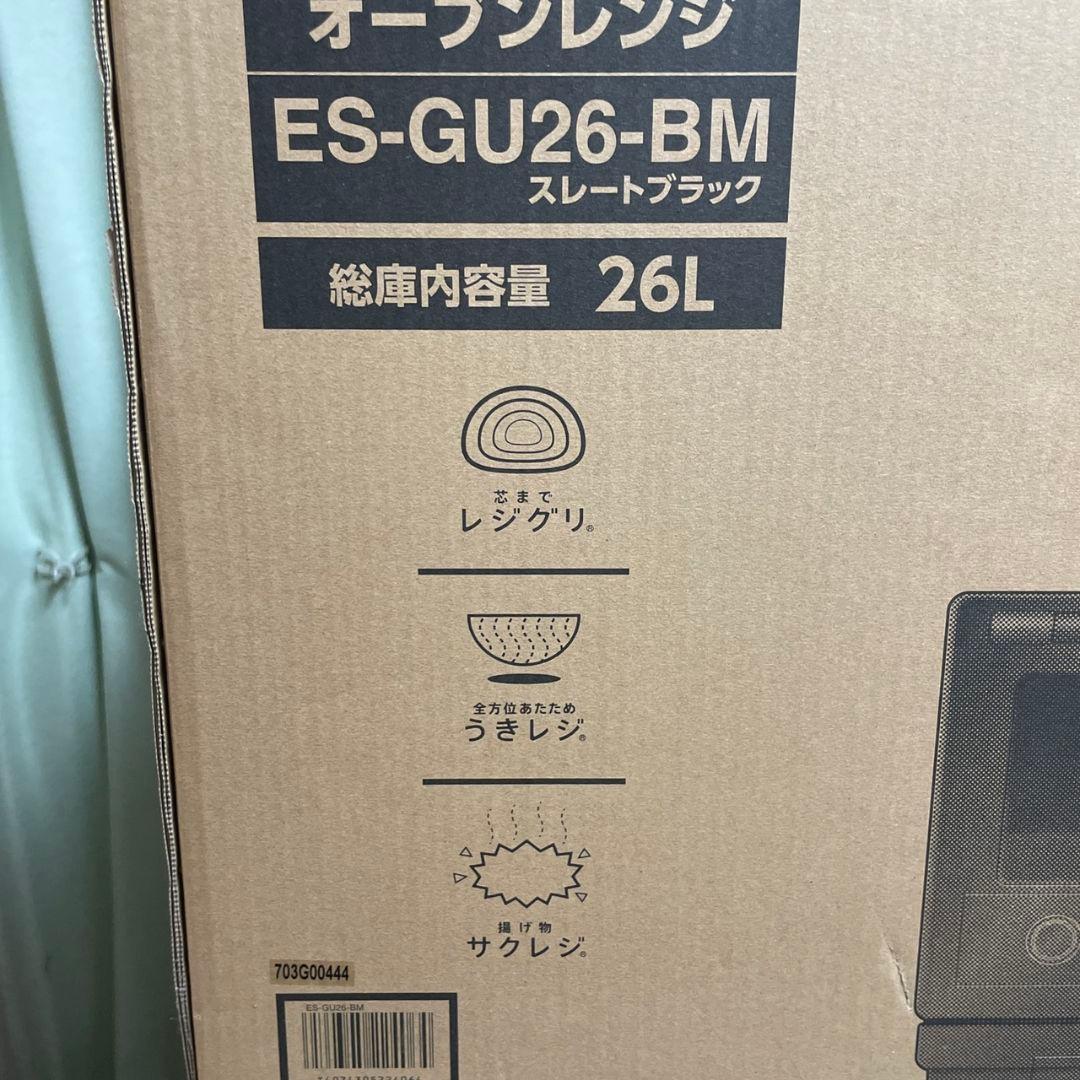 オーブンレンジ
ES-GU26-BM
スレートブラック
総庫内容量 26L
芯まで
レジグリ®
全方位あたため
うきレジ®
揚げ物
サクレジ®
703G00444
ES-GU26-BM